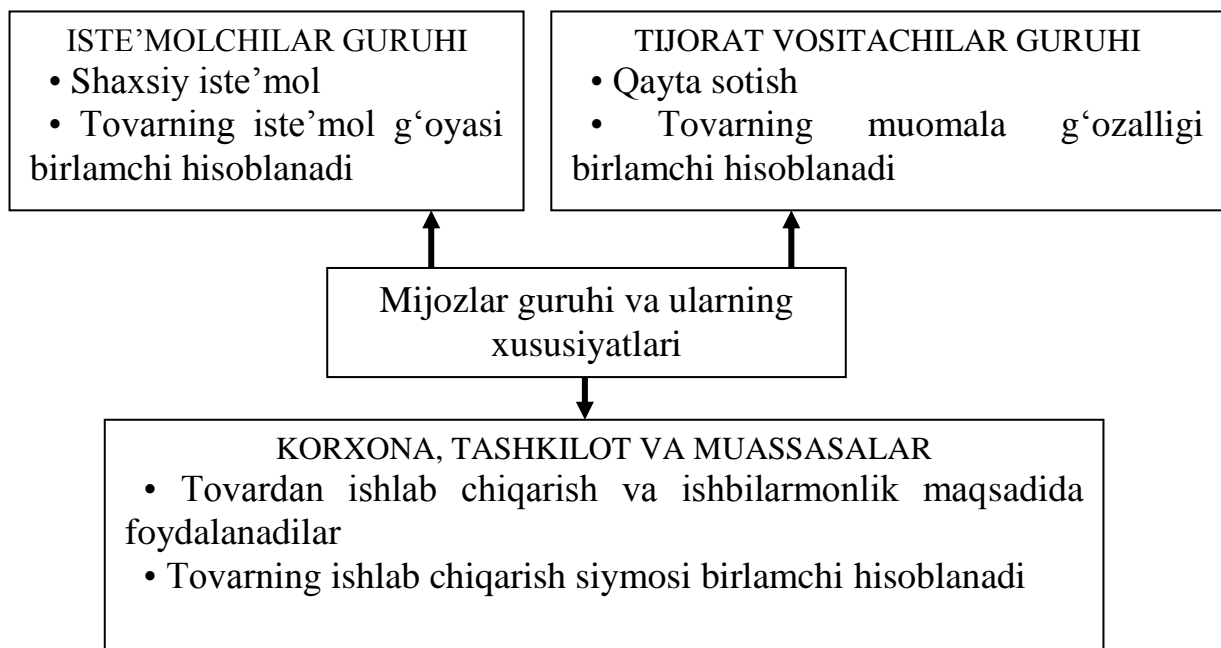 ISTE’MOLCHILAR GURUHI
• Shaxsiy iste’mol
• Tovarning iste’mol g‘oyasi
birlamchi hisoblanadi
TIJORAT VOSITACHILAR GURUHI
• Qayta sotish
• Tovarning muomala g‘ozalligi
birlamchi hisoblanadi
Mijozlar guruhi va ularning
xususiyatlari
KORXONA, TASHKILOT VA MUASSASALAR
• Tovardan ishlab chiqarish va ishbilarmonlik maqsadida
foydalanadilar
• Tovarning ishlab chiqarish siymosi birlamchi hisoblanadi